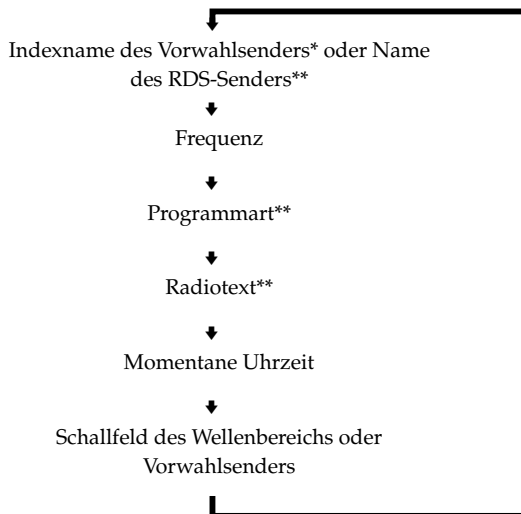 Indexname des Vorwahlsenders* oder Name
des RDS-Senders**
Frequenz
Programmart**
Radiotext**
Momentane Uhrzeit
Schallfeld des Wellenbereichs oder
Vorwahlsenders